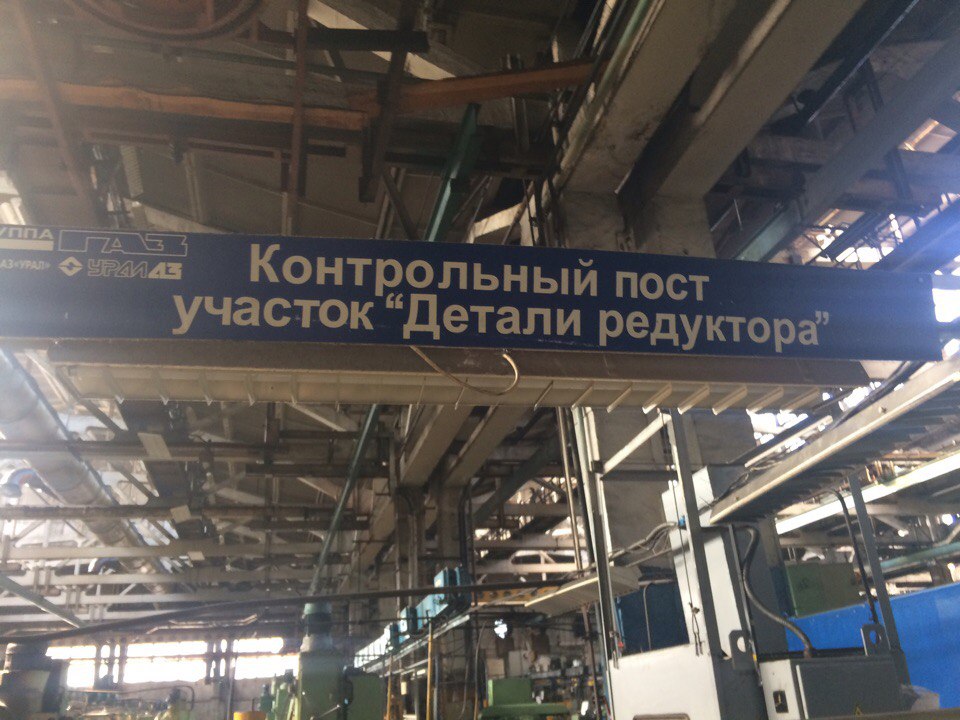 УППА ГАЗ
АЗ«УРАЛ» УРАЛАЗ
Контрольный пост
участок “Детали редуктора”